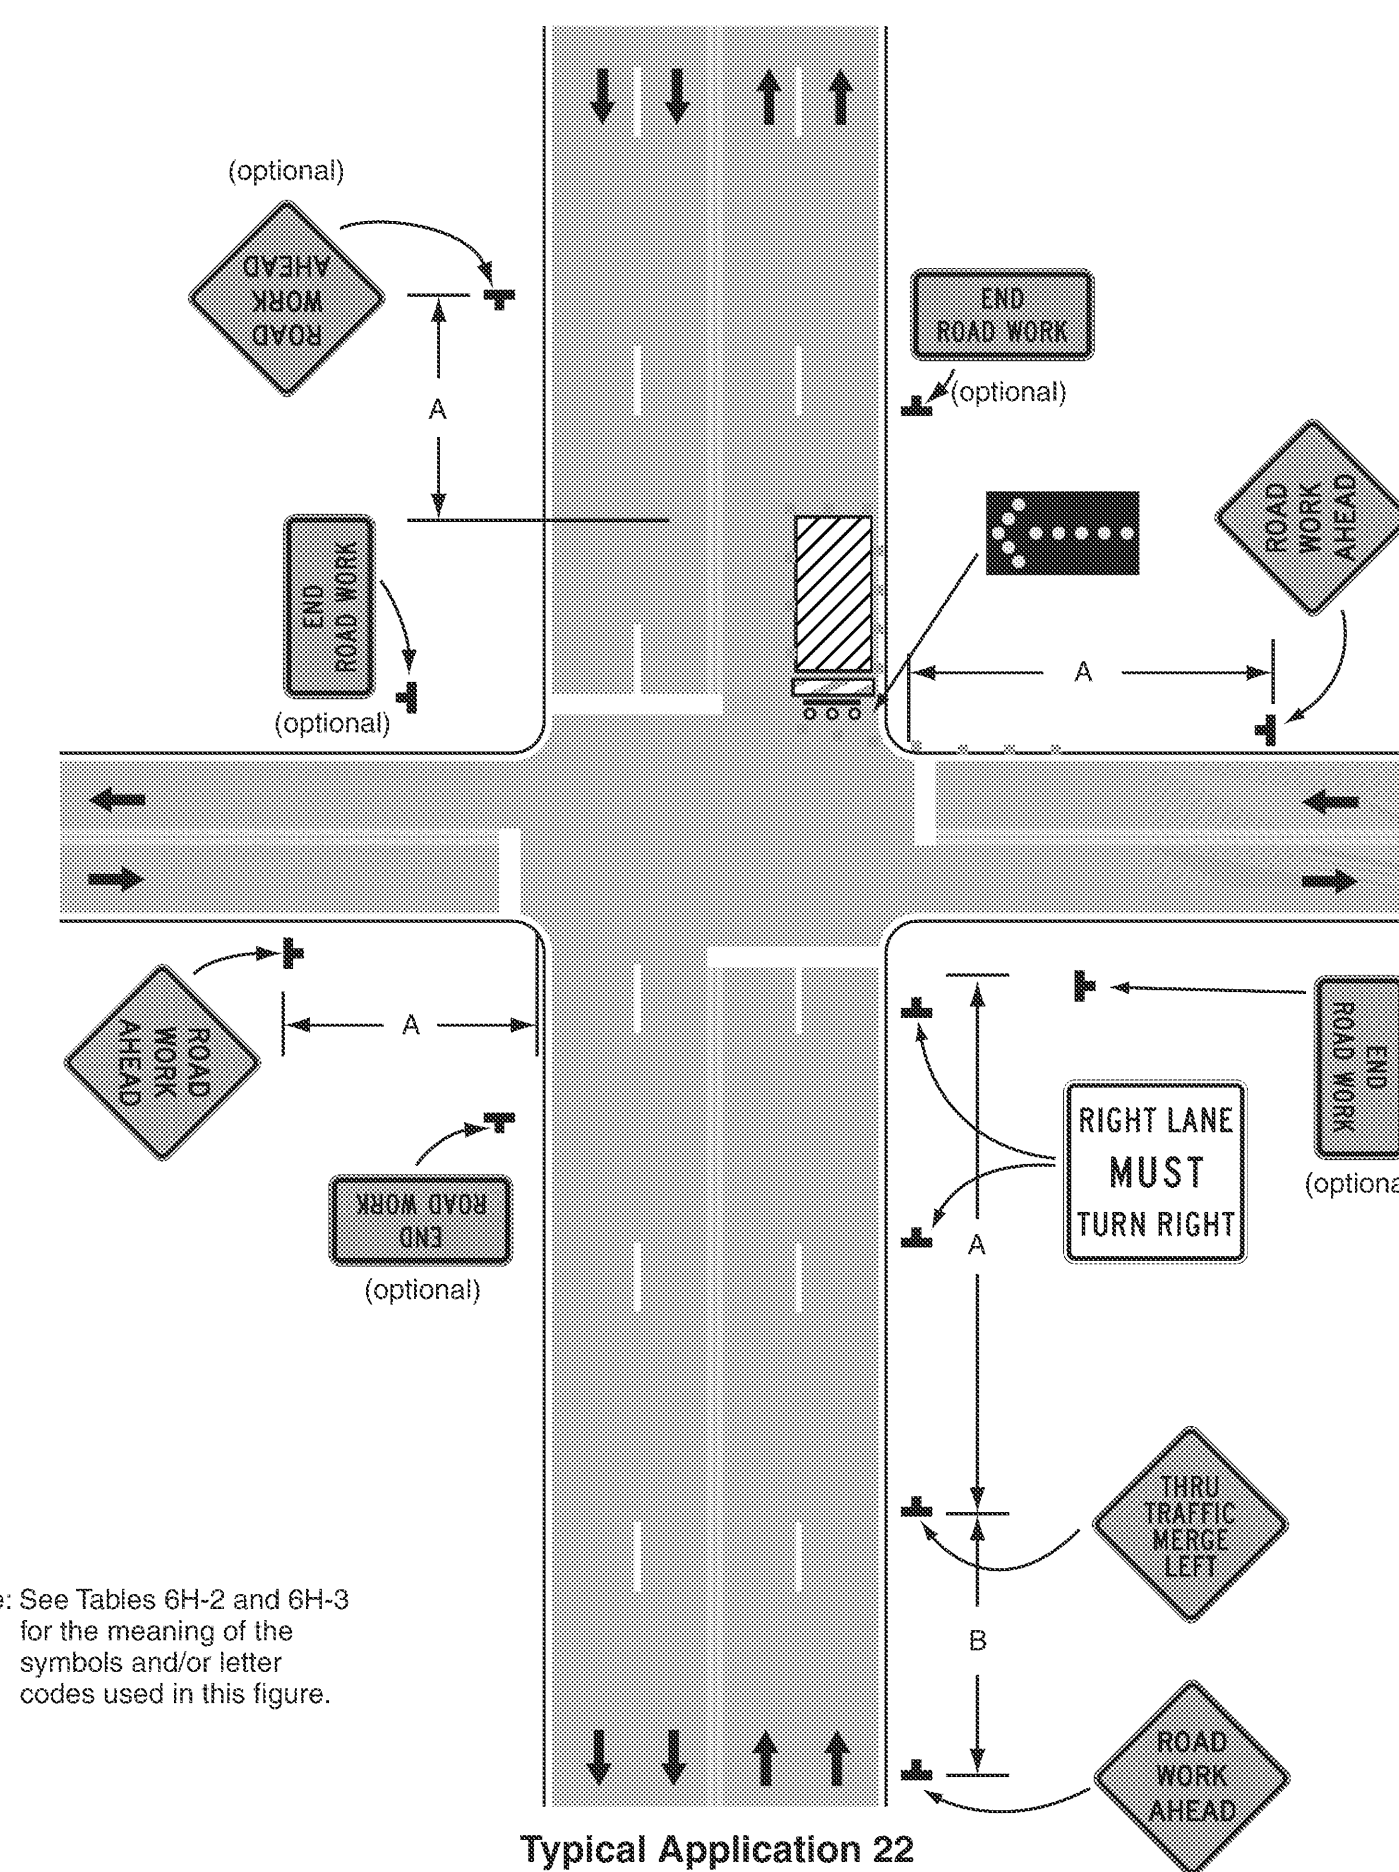 (optional)
ROAD
WORK
AHEAD
A
END
ROAD WORK
(optional)
ROAD
WORK
AHEAD
END
ROAD WORK
(optional)
A
ROAD
WORK
AHEAD
A
END
ROAD WORK
(optional)
END
ROAD WORK
RIGHT LANE
MUST
TURN RIGHT
A
THRU
TRAFFIC
MERGE
LEFT
B
ROAD
WORK
AHEAD
See Tables 6H-2 and 6H-3
for the meaning of the
symbols and/or letter
codes used in this figure.
Typical Application 22